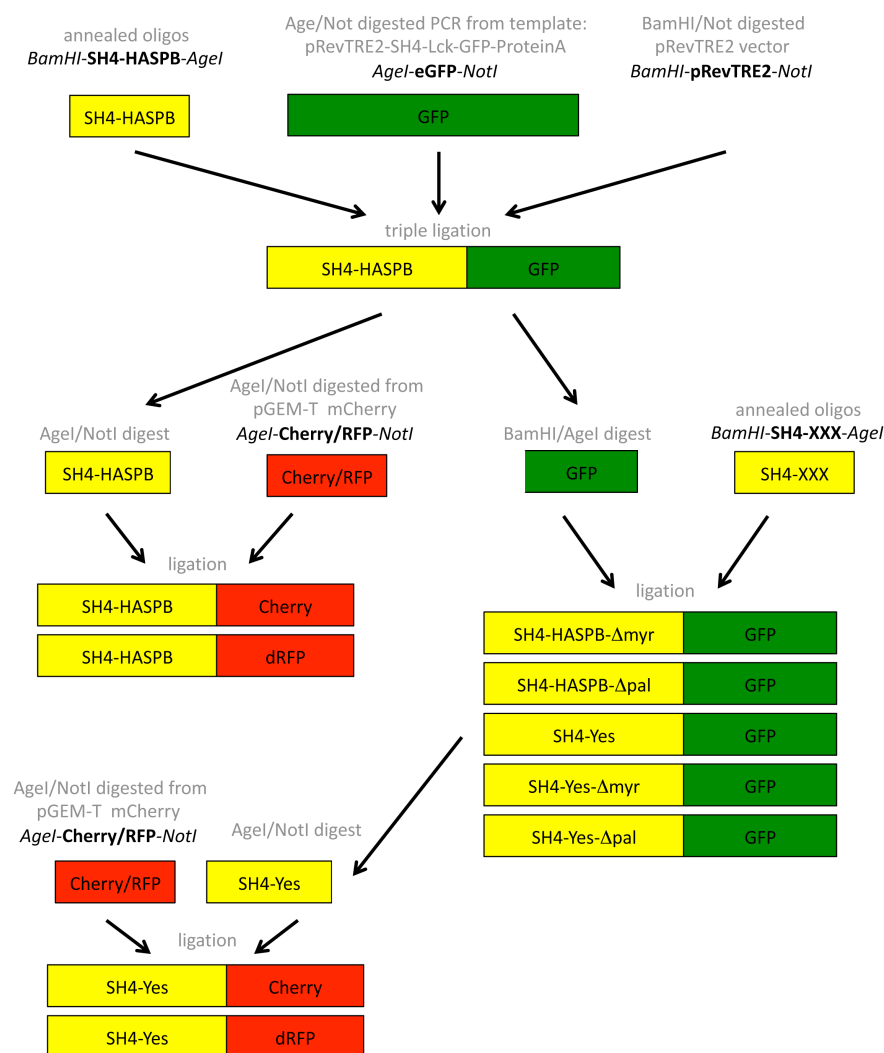 annealed oligos
BamHI-SH4-HASPB-AgeI
SH4-HASPB
Age/Not digested PCR from template:
pRevTRE2-SH4-Lck-GFP-ProteinA
AgeI-eGFP-NotI
GFP
BamHI/Not digested
pRevTRE2 vector
BamHI-pRevTRE2-NotI
triple ligation
SH4-HASPB
GFP
AgeI/NotI digest
SH4-HASPB
AgeI/NotI digested from
pGEM-T mCherry
AgeI-Cherry/RFP-NotI
Cherry/RFP
BamHI/AgeI digest
GFP
annealed oligos
BamHI-SH4-XXX-AgeI
SH4-XXX
ligation
SH4-HASPB
Cherry
SH4-HASPB
dRFP
ligation
SH4-HASPB-Δmyr
GFP
SH4-HASPB-Δpal
GFP
SH4-Yes
GFP
SH4-Yes-Δmyr
GFP
SH4-Yes-Δpal
GFP
AgeI/NotI digested from
pGEM-T mCherry
AgeI-Cherry/RFP-NotI
Cherry/RFP
AgeI/NotI digest
SH4-Yes
ligation
SH4-Yes
Cherry
SH4-Yes
dRFP